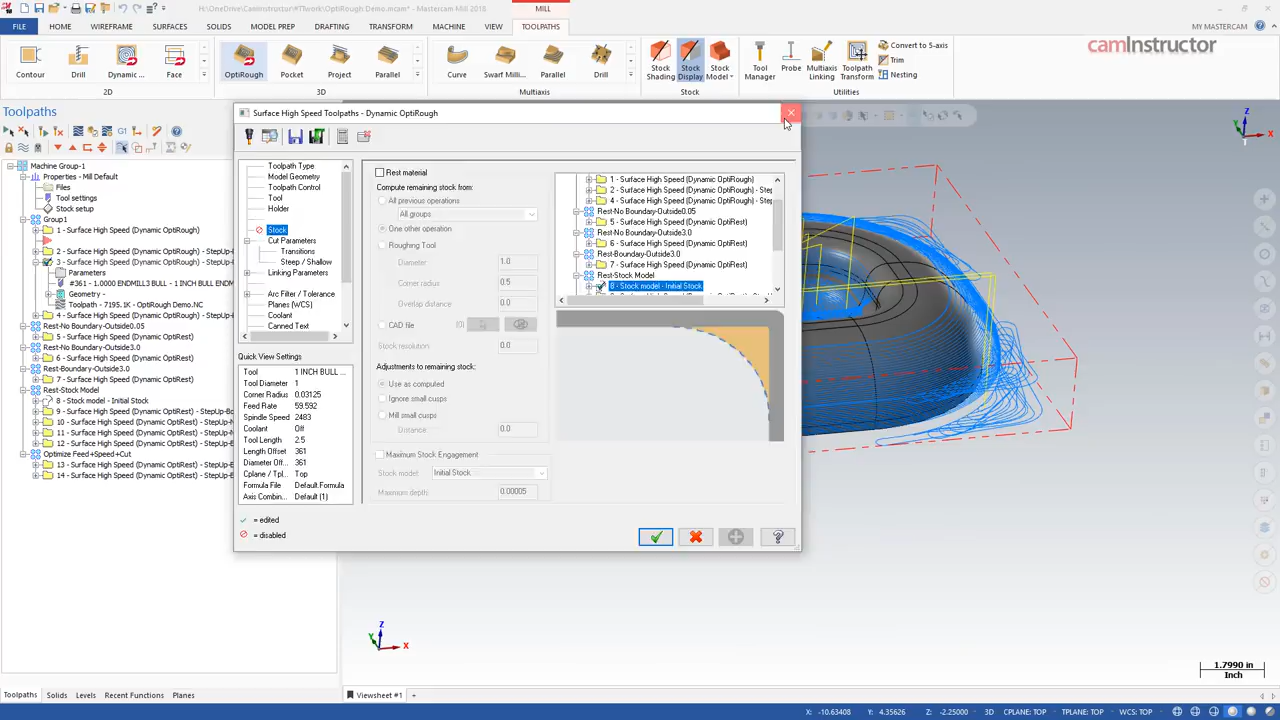 H:\OneDrive\CamInstructor\#TTwork\OptiRough Demo.mcam* - Mastercam Mill 2018
MILL
FILE HOME WIREFRAME SURFACES SOLIDS MODEL PREP DRAFTING TRANSFORM MACHINE VIEW TOOLPATHS MY MASTERCAM
camInstructor
Contour Drill Dynamic ... Face OptiRough Pocket Project Parallel Curve Swarf Milli... Parallel Drill
Stock Shading Stock Display Stock Model Tool Manager Probe Multiaxis Linking Toolpath Transform
Convert to 5-axis
Trim
Nesting
2D 3D Multiaxis Stock Utilities
Toolpaths
Machine Group-1
Properties - Mill Default
Files
Tool settings
Stock setup
Group1
1 - Surface High Speed (Dynamic OptiRough)
2 - Surface High Speed (Dynamic OptiRough) - StepUp-
3 - Surface High Speed (Dynamic OptiRough) - StepUp-
Parameters
#361 - 1.0000 ENDMILL3 BULL - 1 INCH BULL ENDM
Geometry -
Toolpath - 7195.1K - OptiRough Demo.NC
4 - Surface High Speed (Dynamic OptiRough) - StepUp-
Rest-No Boundary-Outside0.05
5 - Surface High Speed (Dynamic OptiRest)
Rest-No Boundary-Outside3.0
6 - Surface High Speed (Dynamic OptiRest)
Rest-Boundary-Outside3.0
7 - Surface High Speed (Dynamic OptiRest)
Rest-Stock Model
8 - Stock model - Initial Stock
9 - Surface High Speed (Dynamic OptiRest) - StepUp-Bo
10 - Surface High Speed (Dynamic OptiRest) - StepUp-
11 - Surface High Speed (Dynamic OptiRest) - StepUp-
12 - Surface High Speed (Dynamic OptiRest) - StepUp-
Optimize Feed+Speed+Cut
13 - Surface High Speed (Dynamic OptiRest) - StepUp-B
14 - Surface High Speed (Dynamic OptiRest) - StepUp-
Toolpaths Solids Levels Recent Functions Planes
Surface High Speed Toolpaths - Dynamic OptiRough
Toolpath Type
Model Geometry
Toolpath Control
Tool
Holder
Stock
Cut Parameters
Transitions
Steep / Shallow
Linking Parameters
Arc Filter / Tolerance
Planes (WCS)
Coolant
Canned Text
Quick View Settings
Tool 1 INCH BULL ...
Tool Diameter 1
Corner Radius 0.03125
Feed Rate 59.592
Spindle Speed 2483
Coolant Off
Tool Length 2.5
Length Offset 361
Diameter Off... 361
Cplane / Tpl... Top
Formula File Default.Formula
Axis Combin... Default (1)
= edited
= disabled
Rest material
Compute remaining stock from:
All previous operations
All groups
One other operation
Roughing Tool
Diameter: 1.0
Corner radius: 0.5
Overlap distance: 0.0
CAD file (0)
Stock resolution: 0.0
Adjustments to remaining stock:
Use as computed
Ignore small cusps
Mill small cusps
Distance: 0.0
Maximum Stock Engagement
Stock model: Initial Stock
Maximum depth: 0.00005
1 - Surface High Speed (Dynamic OptiRough)
2 - Surface High Speed (Dynamic OptiRough) - Step
4 - Surface High Speed (Dynamic OptiRough) - Step
Rest-No Boundary-Outside0.05
5 - Surface High Speed (Dynamic OptiRest)
Rest-No Boundary-Outside3.0
6 - Surface High Speed (Dynamic OptiRest)
Rest-Boundary-Outside3.0
7 - Surface High Speed (Dynamic OptiRest)
Rest-Stock Model
8 - Stock model - Initial Stock
Z
X
Z
Y
X
1.7990 in
Inch
Viewsheet #1 +
X: -10.63408 Y: 4.35626 Z: -2.25000 3D CPLANE: TOP TPLANE: TOP WCS: TOP